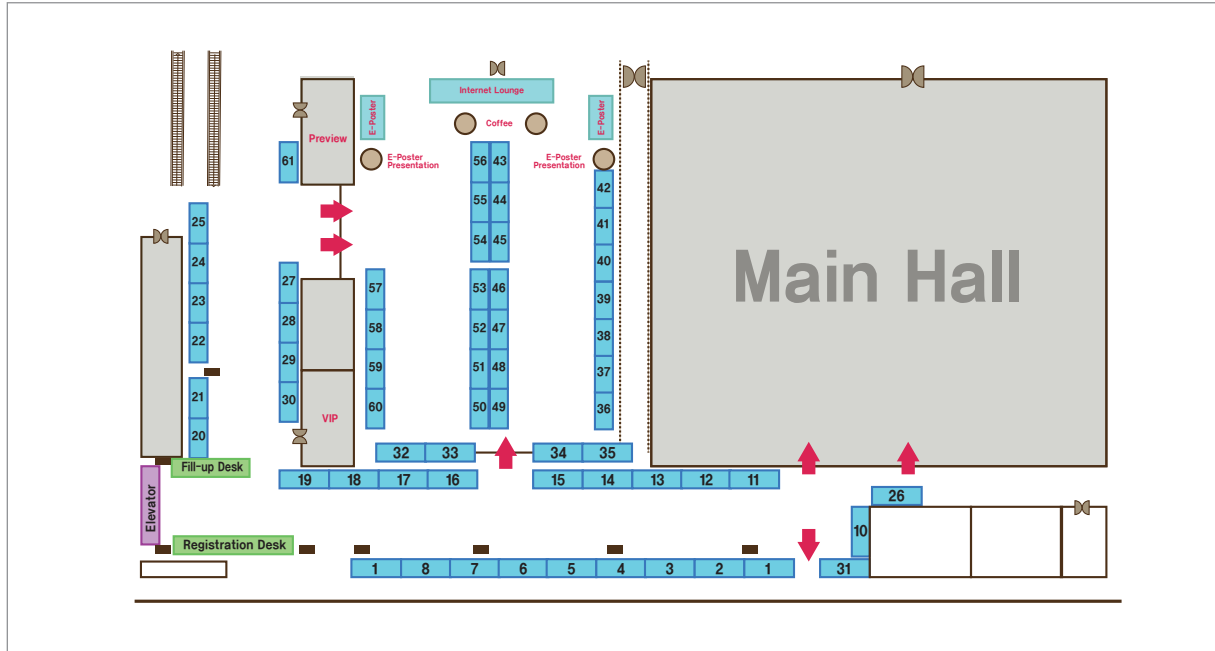 Internet Lounge
E-Poster
E-Poster
Coffee
Preview
61
E-Poster
Presentation
E-Poster
Presentation
56 43
55 44
54 45
42
41
40
39
38
37
36
25
24
23
22
21
20
27
28
29
30
57
58
59
60
53 46
52 47
51 48
50 49
Main Hall
VIP
32 33
34 35
Fill-up Desk
Elevator
19 18 17 16
15 14 13 12 11
26
10
Registration Desk
1 8 7 6 5 4 3 2 1
31